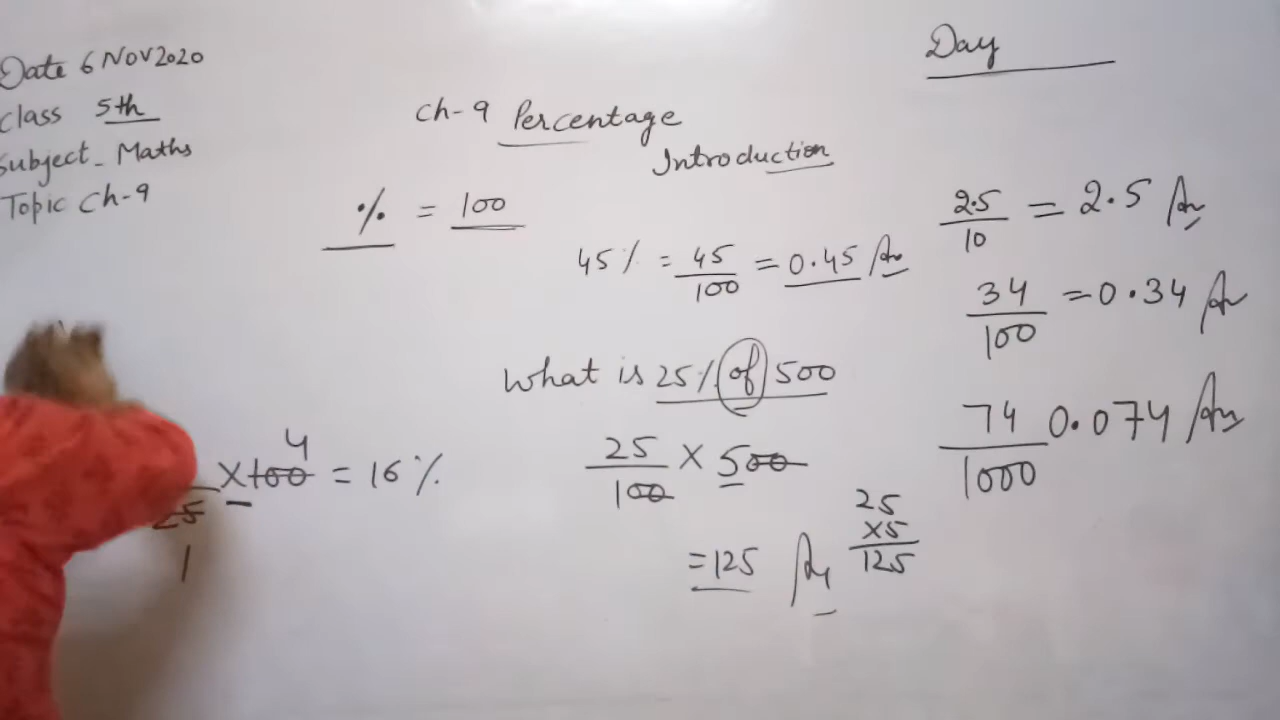 Date 6 Nov 2020
Class 5th
Subject - Maths
Topic Ch-9
Day
Ch-9 Percentage
Introduction
% = 100
45% = 45/100 = 0.45 Ans
What is 25% of 500
25/100 × 500
= 125 Ans
25
×5
125
4
25 × 100 = 16%
1
2.5/10 = 2.5 Ans
34/100 = 0.34 Ans
74/1000 0.074 Ans